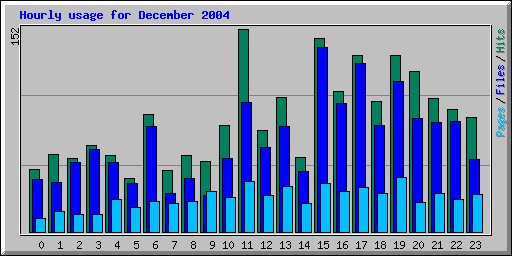 Hourly usage for December 2004
152
Pages / Files / Hits
0 1 2 3 4 5 6 7 8 9 10 11 12 13 14 15 16 17 18 19 20 21 22 23